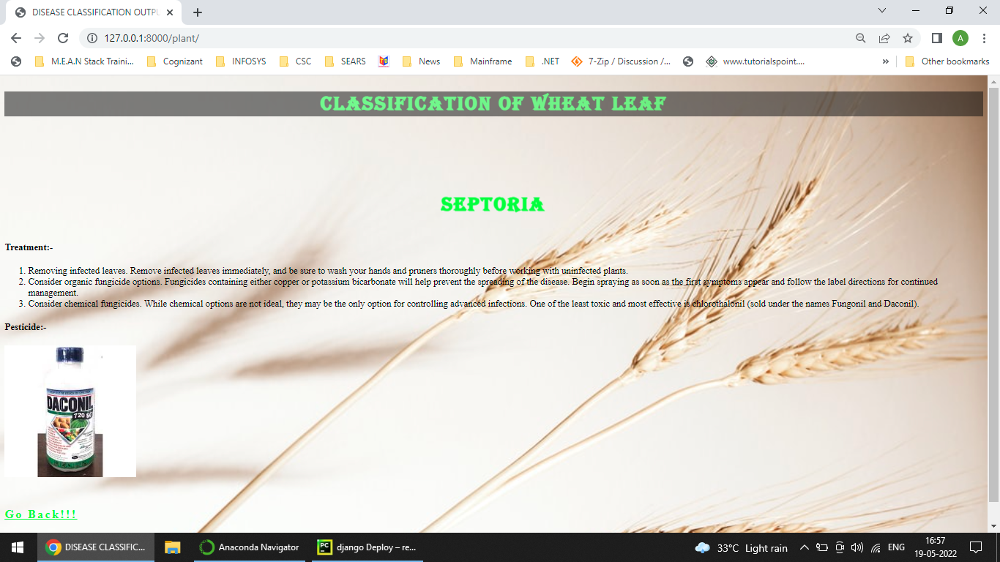 DISEASE CLASSIFICATION OUTPU
127.0.0.1:8000/plant/
A
M.E.A.N Stack Traini...
Cognizant
INFOSYS
CSC
SEARS
News
Mainframe
.NET
7-Zip / Discussion /...
www.tutorialspoint....
»
Other bookmarks
CLASSIFICATION OF WHEAT LEAF
SEPTORIA
Treatment:-
1. Removing infected leaves. Remove infected leaves immediately, and be sure to wash your hands and pruners thoroughly before working with uninfected plants.
2. Consider organic fungicide options. Fungicides containing either copper or potassium bicarbonate will help prevent the spreading of the disease. Begin spraying as soon as the first symptoms appear and follow the label directions for continued
management.
3. Consider chemical fungicides. While chemical options are not ideal, they may be the only option for controlling advanced infections. One of the least toxic and most effective is chlorothalonil (sold under the names Fungonil and Daconil).
Pesticide:-
DACONIL
720 SC
Go Back!!!
DISEASE CLASSIFIC...
Anaconda Navigator
PC
django Deploy – re...
33°C Light rain
ENG
16:57
19-05-2022